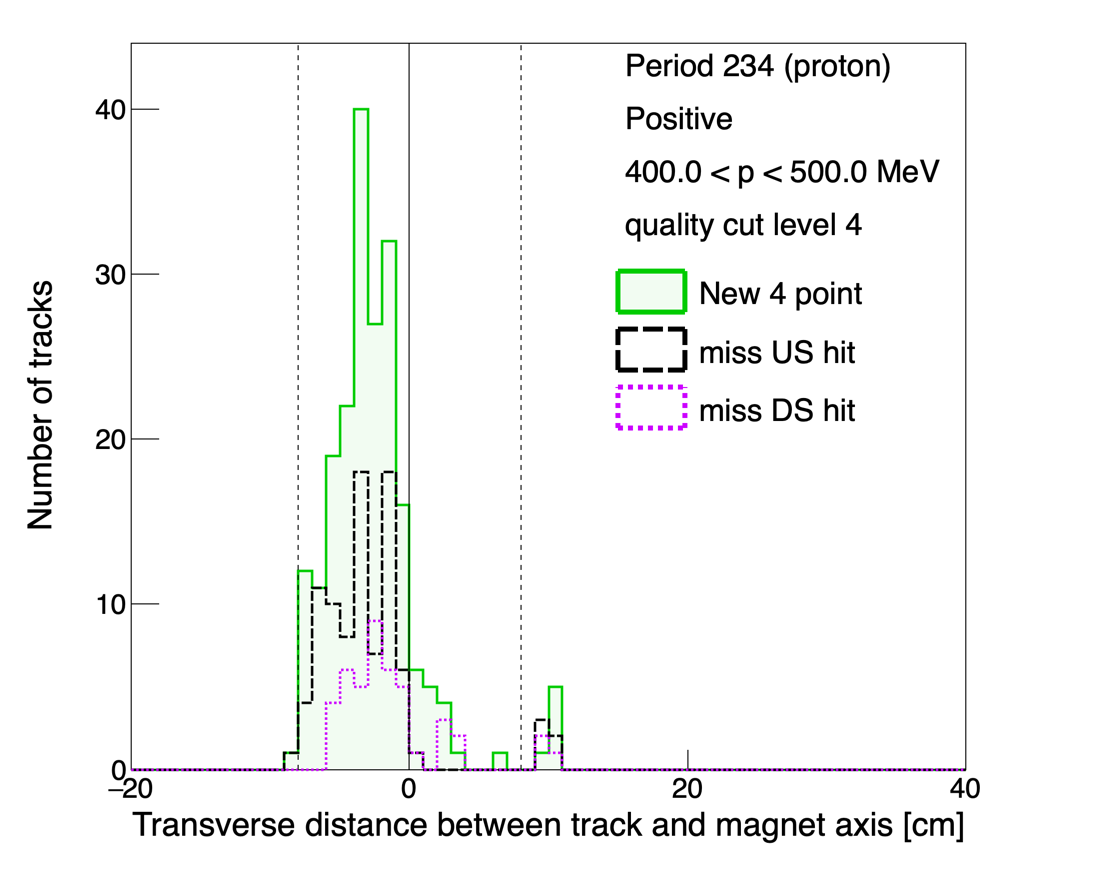 Period 234 (proton)
Positive
400.0 < p < 500.0 MeV
quality cut level 4
New 4 point
miss US hit
miss DS hit
Number of tracks
40
30
20
10
0
−20 0 20 40
Transverse distance between track and magnet axis [cm]